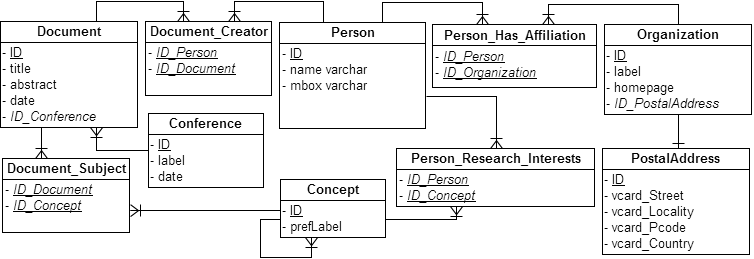 Document
- ID
- title
- abstract
- date
- ID_Conference
Document_Creator
- ID_Person
- ID_Document
Person
- ID
- name varchar
- mbox varchar
Person_Has_Affiliation
- ID_Person
- ID_Organization
Organization
- ID
- label
- homepage
- ID_PostalAddress
Conference
- ID
- label
- date
Document_Subject
- ID_Document
- ID_Concept
Concept
- ID
- prefLabel
Person_Research_Interests
- ID_Person
- ID_Concept
PostalAddress
- ID
- vcard_Street
- vcard_Locality
- vcard_Pcode
- vcard_Country